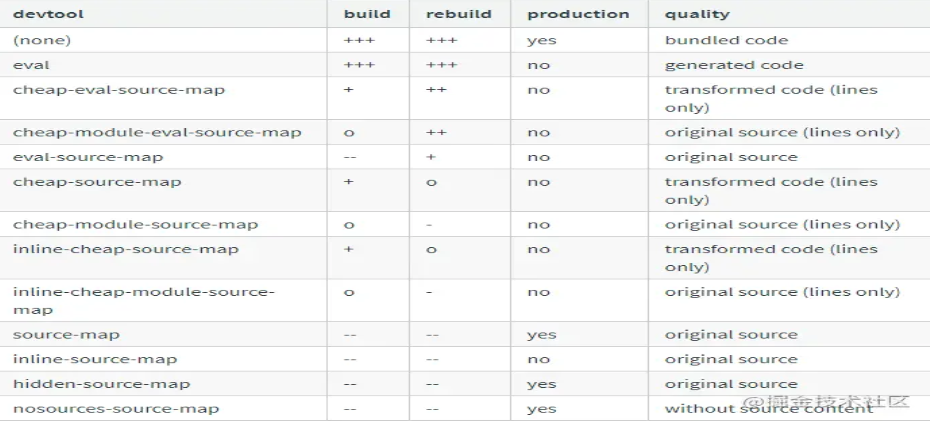 devtool build rebuild production quality
(none) +++ +++ yes bundled code
eval +++ +++ no generated code
cheap-eval-source-map + ++ no transformed code (lines
only)
cheap-module-eval-source-map o ++ no original source (lines only)
eval-source-map -- + no original source
cheap-source-map + o no transformed code (lines
only)
cheap-module-source-map o - no original source (lines only)
inline-cheap-source-map + o no transformed code (lines
only)
inline-cheap-module-source- o - no original source (lines only)
map
source-map -- -- yes original source
inline-source-map -- -- no original source
hidden-source-map -- -- yes original source
nosources-source-map -- -- yes without source content
@掘金技术社区